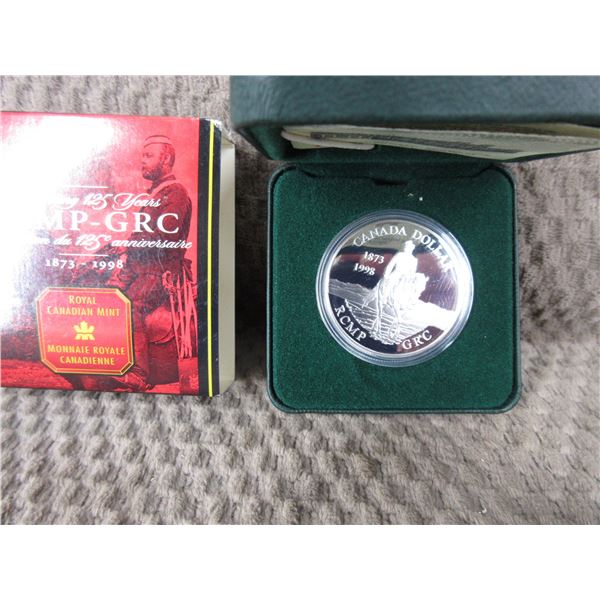 125 Years
MP-GRC
du 125e anniversaire
1873 - 1998
ROYAL
CANADIAN MINT
MONNAIE ROYALE
CANADIENNE
CANADA DOLLAR
1873
1998
RCMP GRC